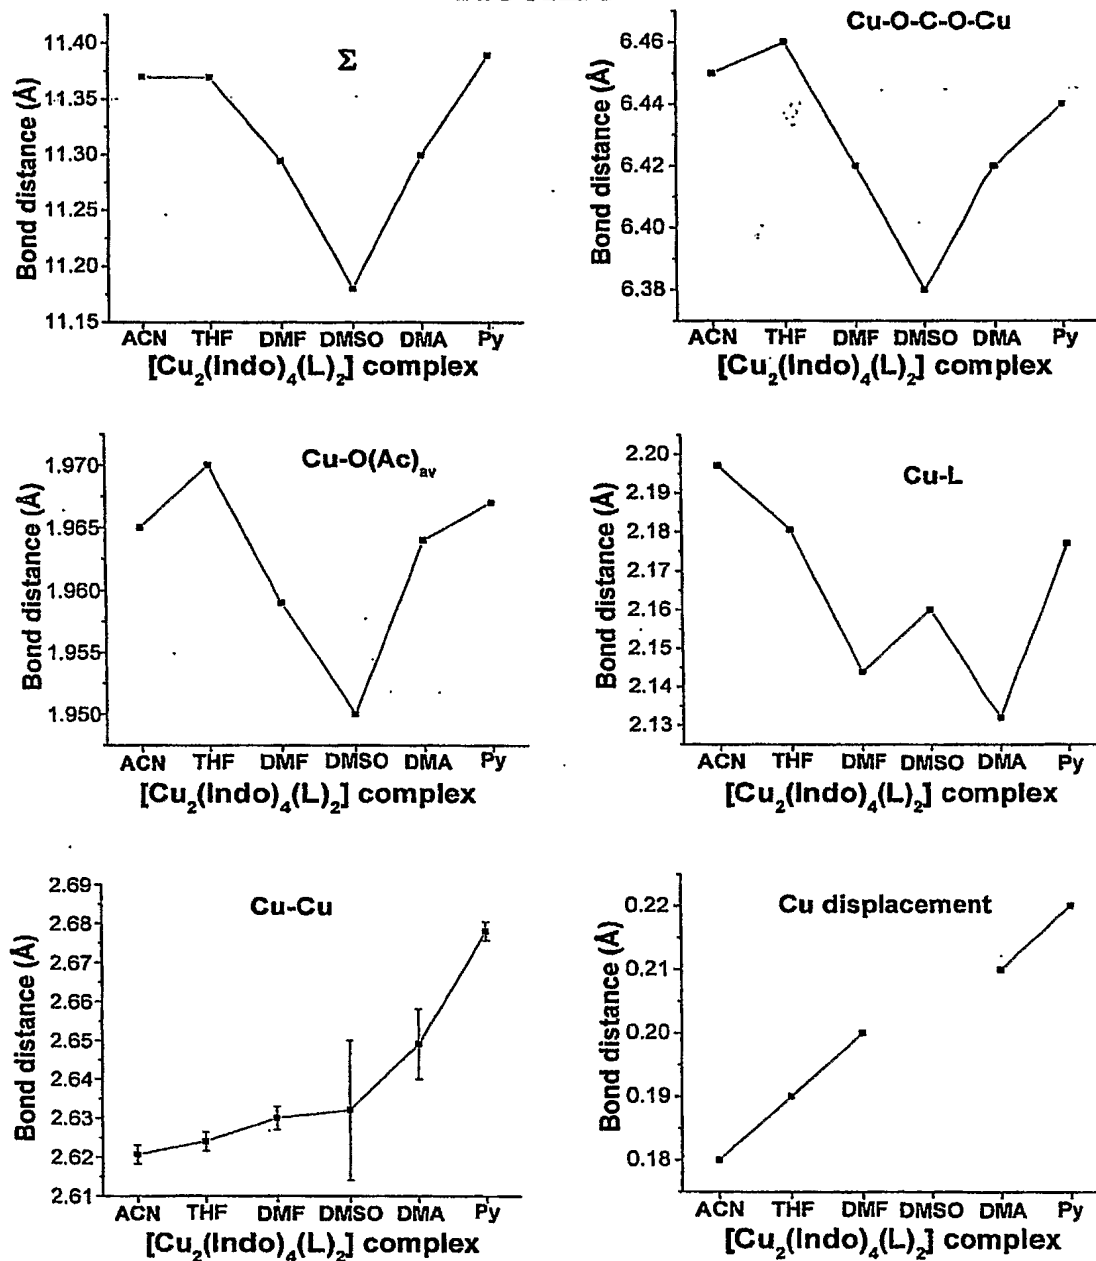 Σ
Bond distance (Å)
11.40
11.35
11.30
11.25
11.20
11.15
ACN THF DMF DMSO DMA Py
[Cu2(Indo)4(L)2] complex
Cu-O-C-O-Cu
Bond distance (Å)
6.46
6.44
6.42
6.40
6.38
ACN THF DMF DMSO DMA Py
[Cu2(Indo)4(L)2] complex
Cu-O(Ac)av
Bond distance (Å)
1.970
1.965
1.960
1.955
1.950
ACN THF DMF DMSO DMA Py
[Cu2(Indo)4(L)2] complex
Cu-L
Bond distance (Å)
2.20
2.19
2.18
2.17
2.16
2.15
2.14
2.13
ACN THF DMF DMSO DMA Py
[Cu2(Indo)4(L)2] complex
Cu-Cu
Bond distance (Å)
2.69
2.68
2.67
2.66
2.65
2.64
2.63
2.62
2.61
ACN THF DMF DMSO DMA Py
[Cu2(Indo)4(L)2] complex
Cu displacement
Bond distance (Å)
0.22
0.21
0.20
0.19
0.18
ACN THF DMF DMSO DMA Py
[Cu2(Indo)4(L)2] complex